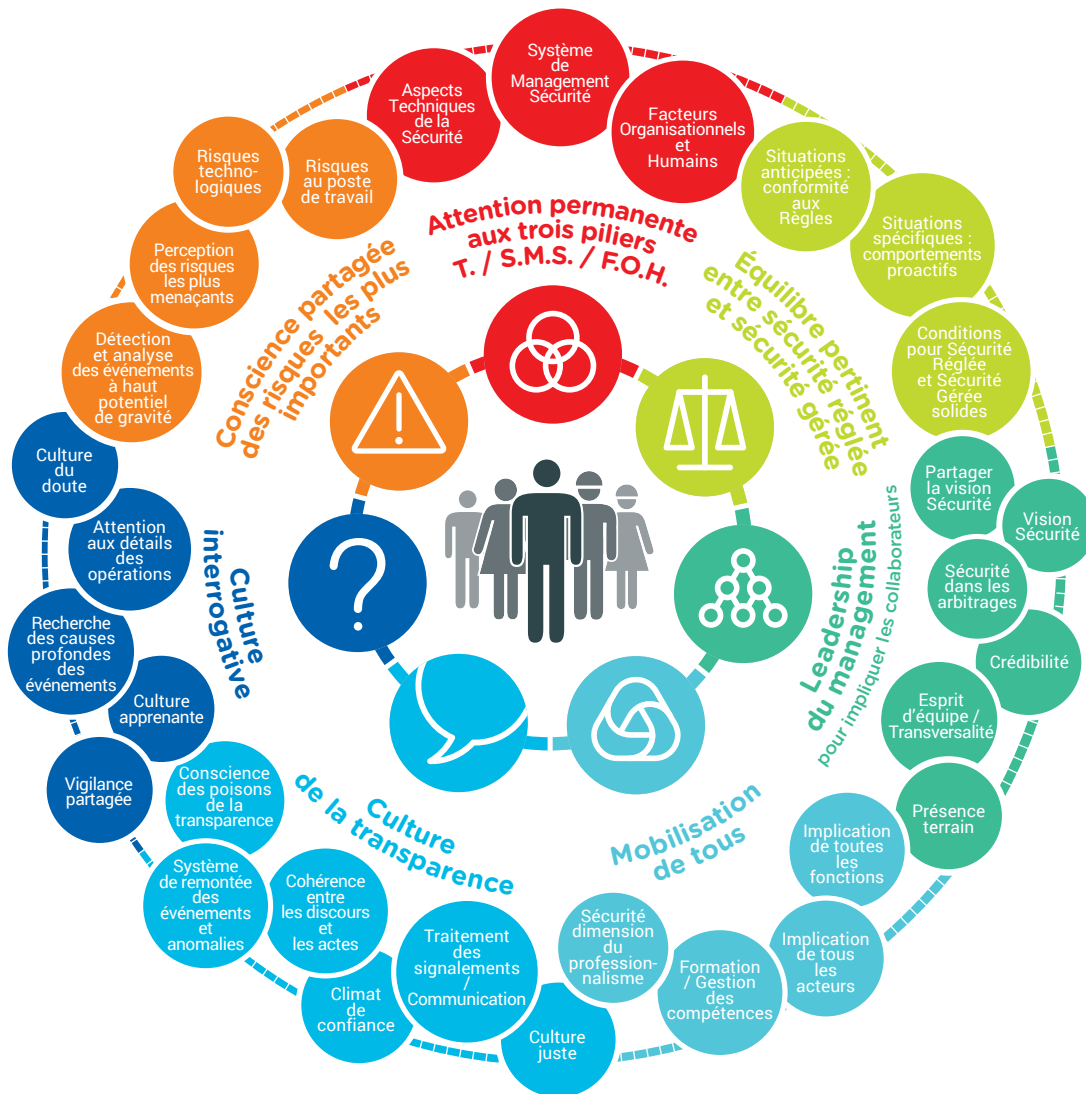 Système
de
Management
Sécurité
Aspects
Techniques
de la
Sécurité
Facteurs
Organisationnels
et
Humains
Attention permanente
aux trois piliers
T. / S.M.S. / F.O.H.
Situations
anticipées :
conformité
aux
Règles
Situations
spécifiques :
comportements
proactifs
Conditions
pour Sécurité
Réglée
et Sécurité
Gérée
solides
Équilibre pertinent
entre sécurité réglée
et sécurité gérée
Partager
la vision
Sécurité
Vision
Sécurité
Sécurité
dans les
arbitrages
Crédibilité
Esprit
d'équipe /
Transversalité
Présence
terrain
Leadership
du management
pour impliquer les collaborateurs
Implication
de toutes
les
fonctions
Implication
de tous
les
acteurs
Formation
/ Gestion
des
compétences
Sécurité
dimension
du
profession-
nalisme
Mobilisation
de tous
Culture
juste
Traitement
des
signalements
/
Communication
Climat
de
confiance
Cohérence
entre
les discours
et
les actes
Système
de remontée
des
événements
et
anomalies
Conscience
des poisons
de la
transparence
Culture
de la transparence
Vigilance
partagée
Culture
apprenante
Recherche
des causes
profondes
des
événements
Attention
aux détails
des
opérations
Culture
du
doute
Culture
interrogative
Détection
et analyse
des événements
à haut
potentiel
de gravité
Perception
des risques
les plus
menaçants
Risques
techno-
logiques
Risques
au poste
de travail
Conscience partagée
des risques les plus
importants